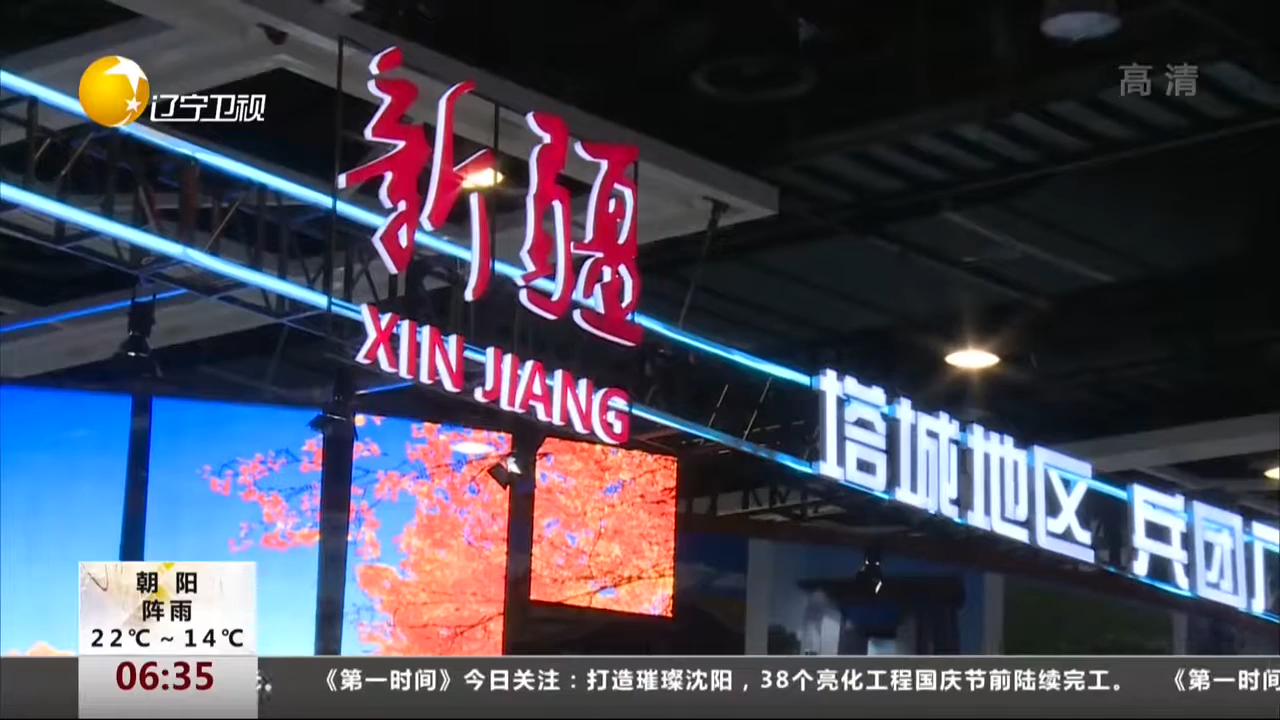 辽宁卫视
高清
新疆
XIN JIANG
塔城地区 兵团
朝阳
阵雨
22℃~14℃
06:35
《第一时间》今日关注：打造璀璨沈阳，38个亮化工程国庆节前陆续完工。 《第一时间